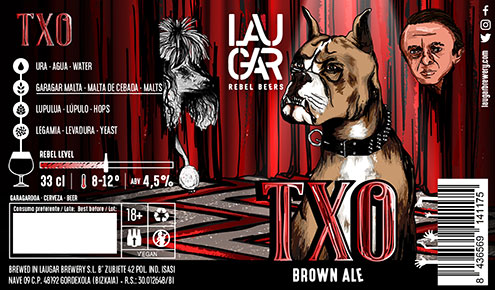 TXO
URA - AGUA - WATER
GARAGAR MALTA - MALTA DE CEBADA - MALTS
LUPULUA - LÚPULO - HOPS
LEGAMIA - LEVADURA - YEAST
REBEL LEVEL
33 cl | 8-12º | ABV 4,5%
GARAGARDOA - CERVEZA - BEER
Consumo preferente / Lote: Best before / Lot:
18+
VEGAN
BREWED IN LAUGAR BREWERY S.L. Bº ZUBIETE 42 POL. IND. ISASI
NAVE 09 C.P. 48192 GORDEXOLA (BIZKAIA) - R.S.: 30.012648/BI
LAU
GAR
REBEL BEERS
TXO
BROWN ALE
laugarbrewery.com
8 436569 141175